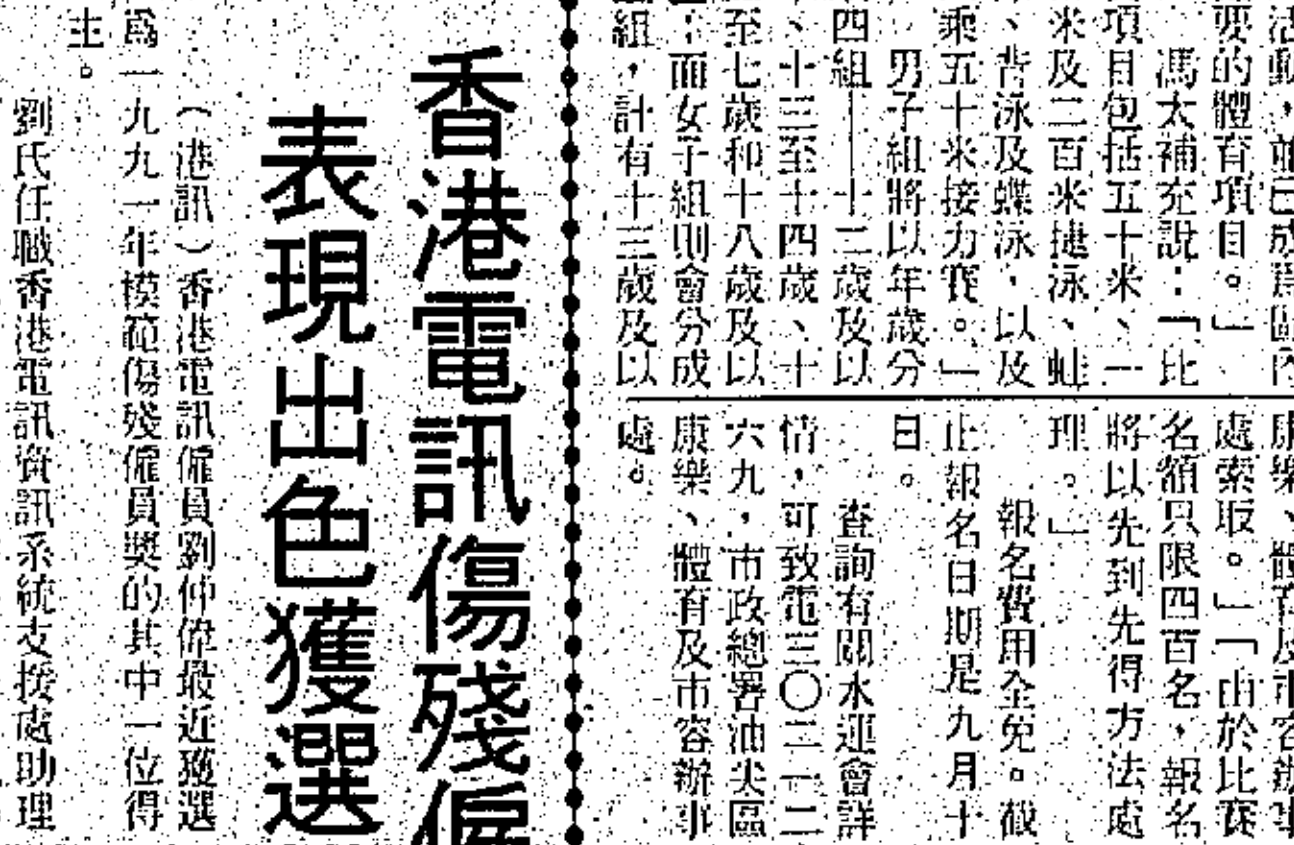 要的體育項目。」
馮太補充說：「比
項目包括五十米、一
米及二百米捷泳、蛙
、背泳及蝶泳，以及
乘五十米接力賽。」
男子組將以年歲分
四組——十二歲及以
、十三至十四歲、十
至七歲和十八歲及以
；而女子組則會分成
組，計有十三歲及以
處索取。」「由於比賽
名額只限四百名，報名
將以先到先得方法處
理。」
報名費用全免。截
止報名日期是九月十
日。
查詢有關水運會詳
情，可致電三〇二一二
六九，市政總署油尖區
康樂、體育及市容辦事
處。
香港電訊傷殘僱
表現出色獲選
（港訊）香港電訊僱員劉仲偉最近獲選
爲一九九一年模範傷殘僱員獎的其中一位得
主。
劉氏任職香港電訊資訊系統支援處助理